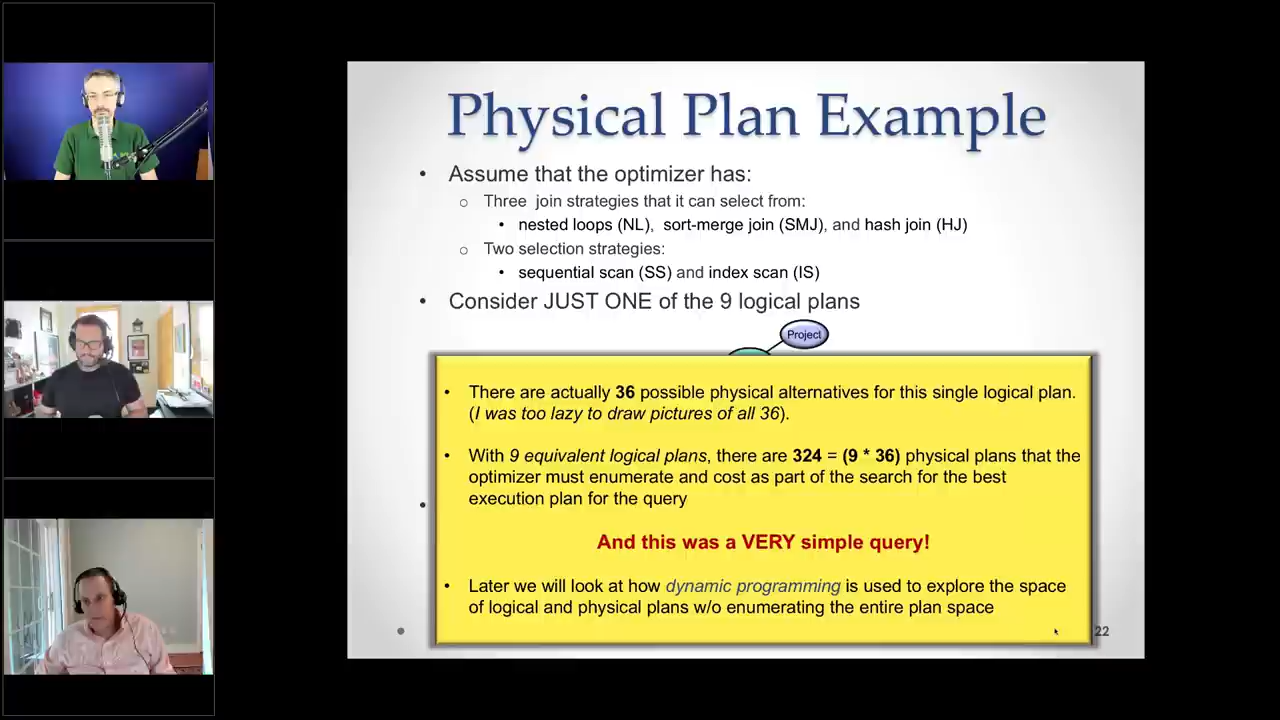 Physical Plan Example
• Assume that the optimizer has:
o Three join strategies that it can select from:
• nested loops (NL), sort-merge join (SMJ), and hash join (HJ)
o Two selection strategies:
• sequential scan (SS) and index scan (IS)
• Consider JUST ONE of the 9 logical plans
Project
• There are actually 36 possible physical alternatives for this single logical plan.
(I was too lazy to draw pictures of all 36).
• With 9 equivalent logical plans, there are 324 = (9 * 36) physical plans that the
optimizer must enumerate and cost as part of the search for the best
execution plan for the query
And this was a VERY simple query!
• Later we will look at how dynamic programming is used to explore the space
of logical and physical plans w/o enumerating the entire plan space
22